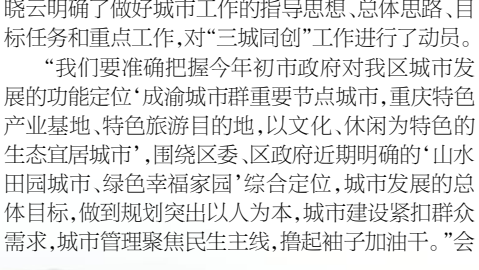 晓云明确了做好城市工作的指导思想、总体思路、目
标任务和重点工作,对“三城同创”工作进行了动员。
“我们要准确把握今年初市政府对我区城市发
展的功能定位‘成渝城市群重要节点城市,重庆特色
产业基地、特色旅游目的地,以文化、休闲为特色的
生态宜居城市’,围绕区委、区政府近期明确的‘山水
田园城市、绿色幸福家园’综合定位,城市发展的总
体目标,做到规划突出以人为本,城市建设紧扣群众
需求,城市管理聚焦民生主线,撸起袖子加油干。”会